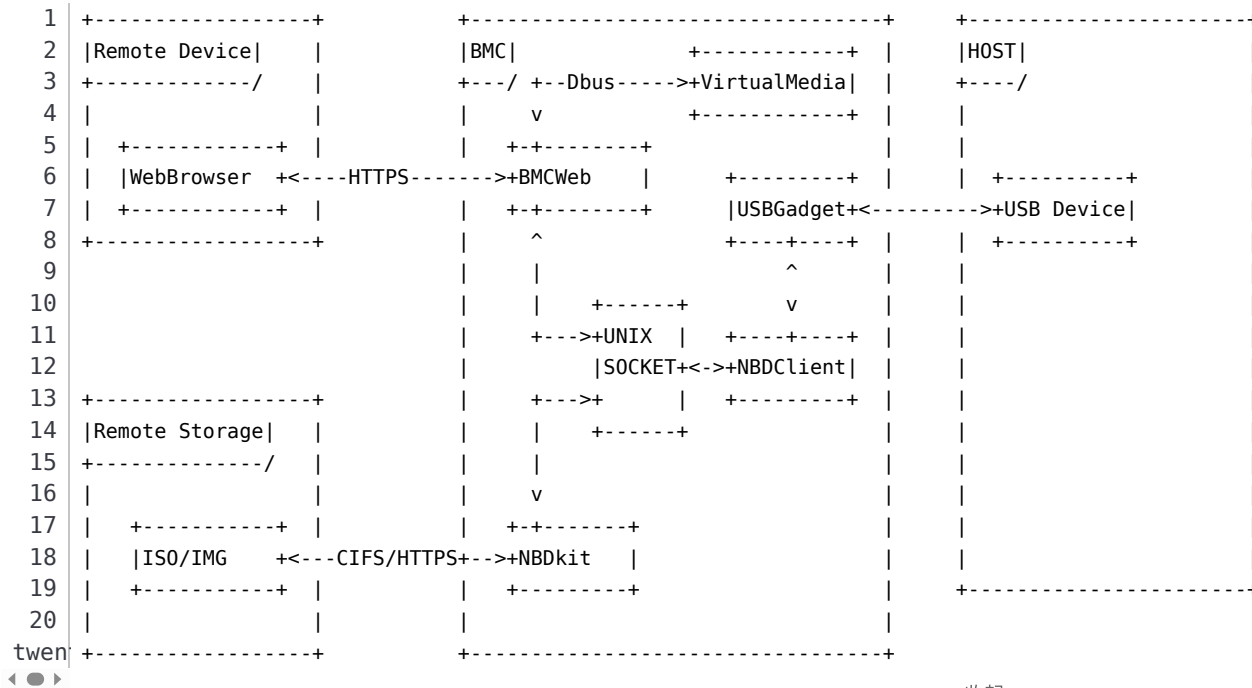 1 +------------------+           +---------------------------------+     +-----------------------+
2 |Remote Device|    |           |BMC|              +------------+  |     |HOST|                  |
3 +-------------/    |           +---/ +--Dbus----->+VirtualMedia|  |     +----/                  |
4 |                  |           |     v            +------------+  |     |                       |
5 |  +------------+  |           |   +-+--------+                   |     |                       |
6 |  |WebBrowser  +<----HTTPS------->+BMCWeb    |      +---------+  |     |  +----------+         |
7 |  +------------+  |           |   +-+--------+      |USBGadget+<--------->+USB Device|         |
8 +------------------+           |     ^               +----+----+  |     |  +----------+         |
9                                |     |                    ^       |     |                       |
10                               |     |    +------+        v       |     |                       |
11                               |     +--->+UNIX  |   +----+----+  |     |                       |
12                               |          |SOCKET+<->+NBDClient|  |     |                       |
13 +------------------+           |     +--->+      |   +---------+  |     |                       |
14 |Remote Storage|   |           |     |    +------+                |     |                       |
15 +--------------/   |           |     |                            |     |                       |
16 |                  |           |     v                            |     |                       |
17 |   +-----------+  |           |   +-+-------+                    |     |                       |
18 |   |ISO/IMG    +<---CIFS/HTTPS+-->+NBDkit   |                    |     |                       |
19 |   +-----------+  |           |   +---------+                    |     +-----------------------+
20 |                  |           |                                  |
twen +------------------+           +----------------------------------+